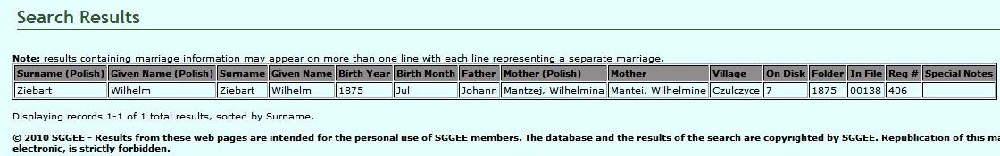 Search Results
Note: results containing marriage information may appear on more than one line with each line representing a separate marriage.
Surname (Polish) Given Name (Polish) Surname Given Name Birth Year Birth Month Father Mother (Polish) Mother Village On Disk Folder In File Reg # Special Notes
Ziebart Wilhelm Ziebart Wilhelm 1875 Jul Johann Mantzej, Wilhelmina Mantei, Wilhelmine Czulczyce 7 1875 00138 406
Displaying records 1-1 of 1 total results, sorted by Surname.
© 2010 SGGEE - Results from these web pages are intended for the personal use of SGGEE members. The database and the results of the search are copyrighted by SGGEE. Republication of this ma
electronic, is strictly forbidden.